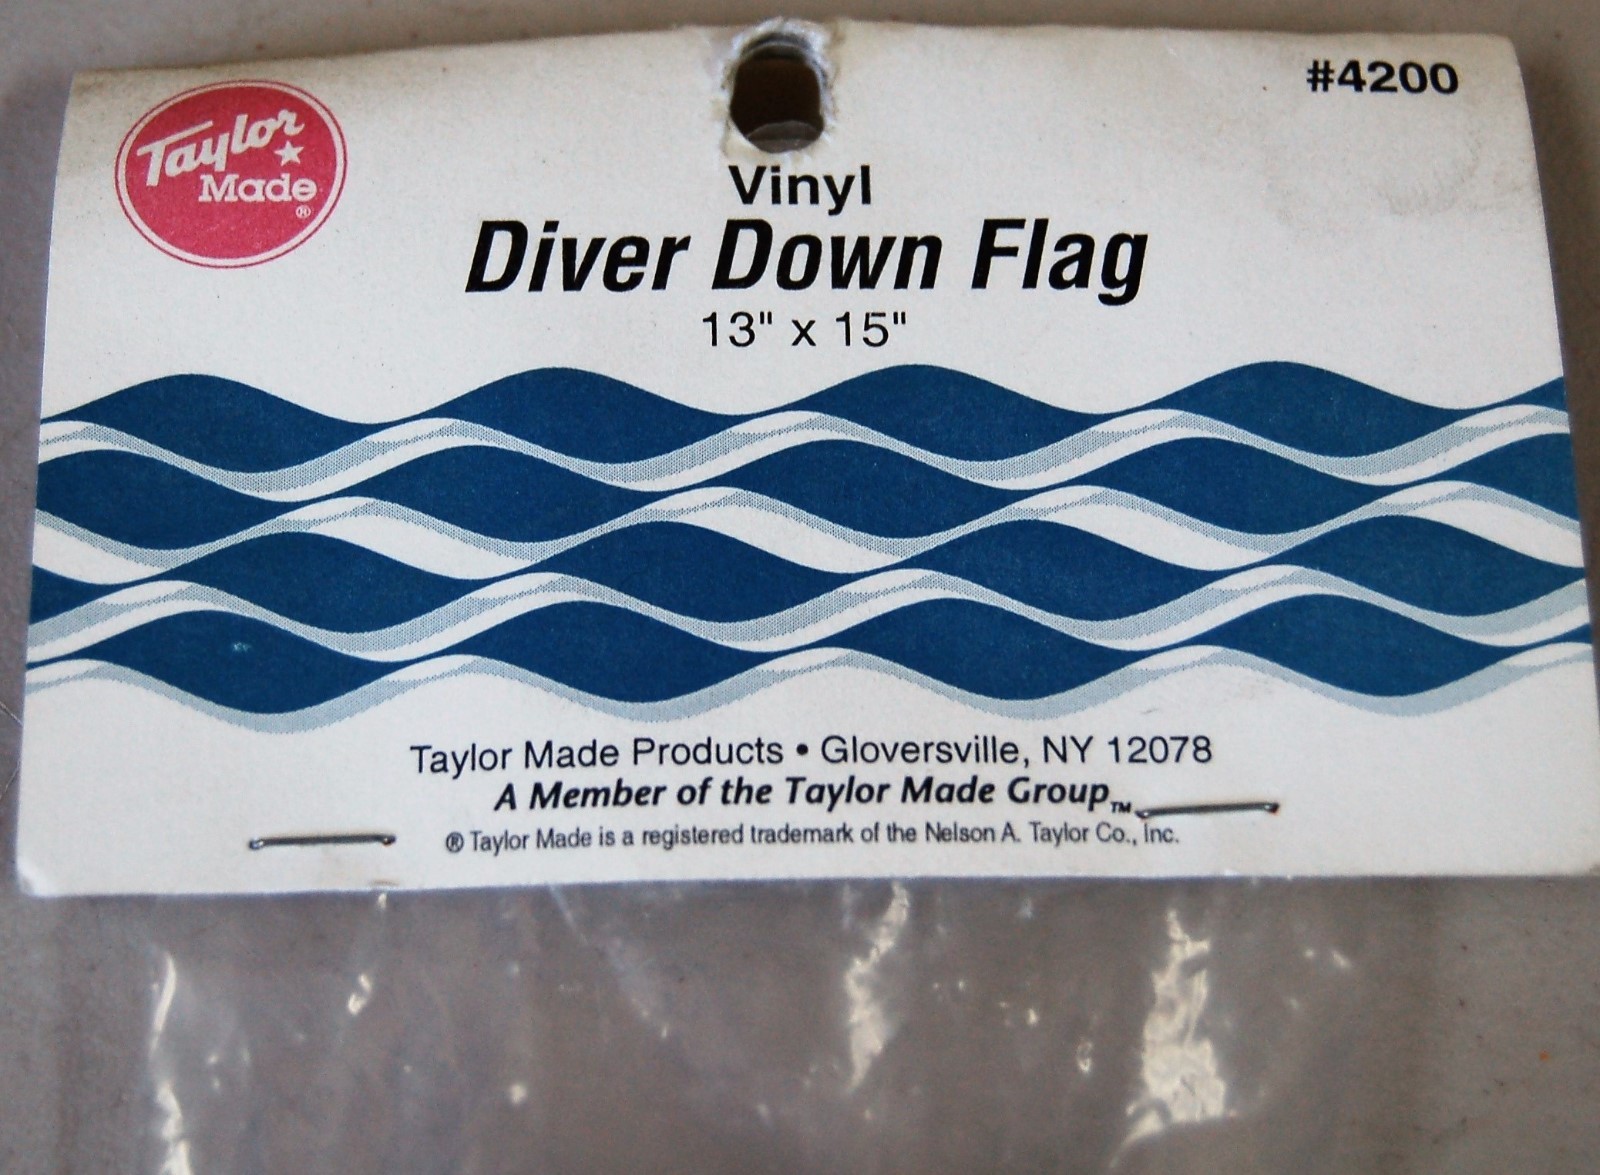 Taylor
Made
®
#4200
Vinyl
Diver Down Flag
13" x 15"
Taylor Made Products • Gloversville, NY 12078
A Member of the Taylor Made Group™
® Taylor Made is a registered trademark of the Nelson A. Taylor Co., Inc.